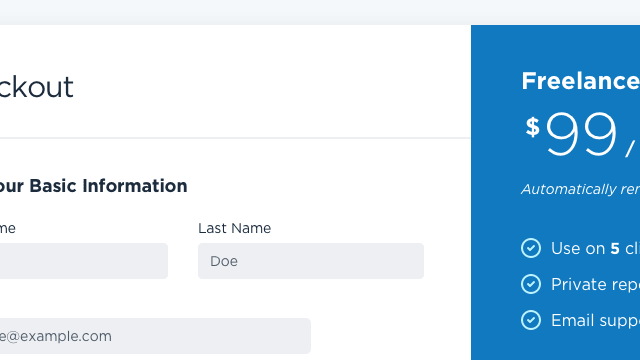 ckout
our Basic Information
me
Last Name
Doe
e@example.com
Freelance
$99/
Automatically ren
Use on 5 cli
Private repo
Email suppo